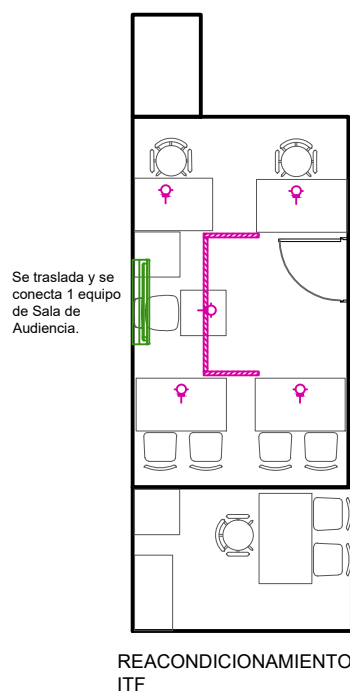 Se traslada y se
conecta 1 equipo
de Sala de
Audiencia.
REACONDICIONAMIENTO
ITF